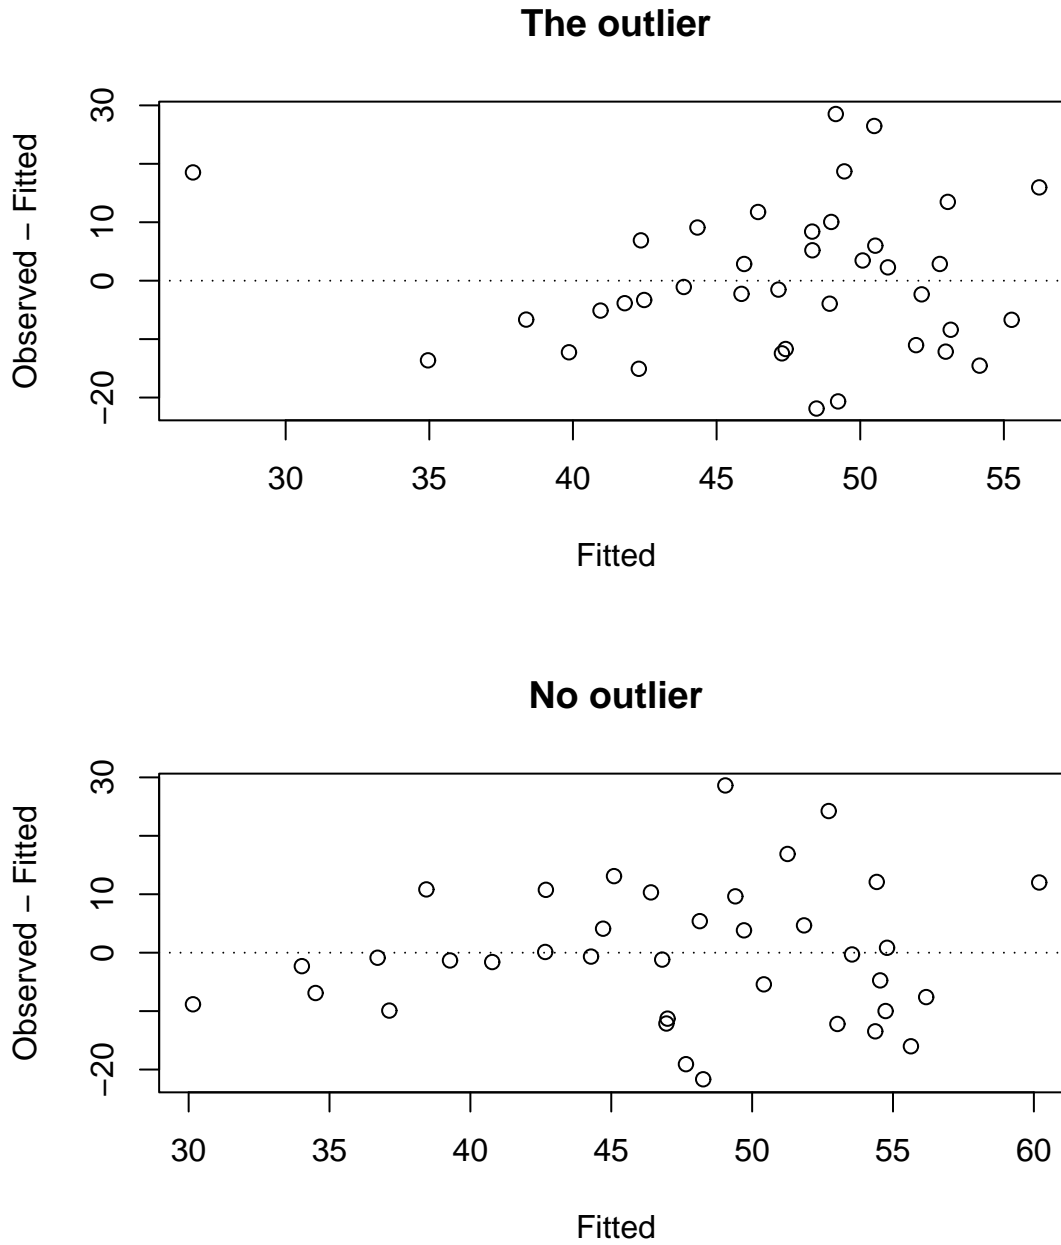 The outlier
Observed – Fitted
30
10
0
–20
30 35 40 45 50 55
Fitted
No outlier
Observed – Fitted
30
10
0
–20
30 35 40 45 50 55 60
Fitted